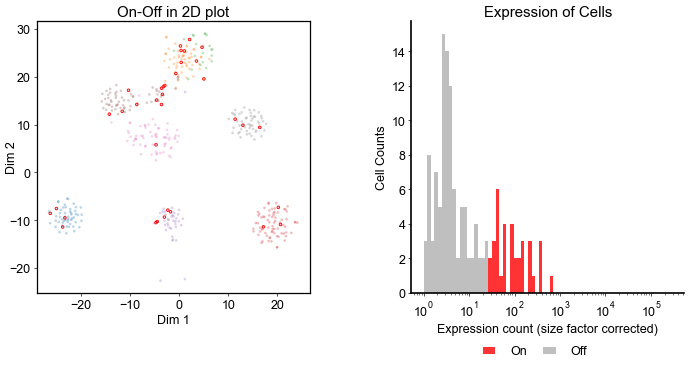 On-Off in 2D plot
30
20
10
0
−10
−20
Dim 2
−20 −10 0 10 20
Dim 1
Expression of Cells
14
12
10
8
6
4
2
0
Cell Counts
10^0 10^1 10^2 10^3 10^4 10^5
Expression count (size factor corrected)
On Off